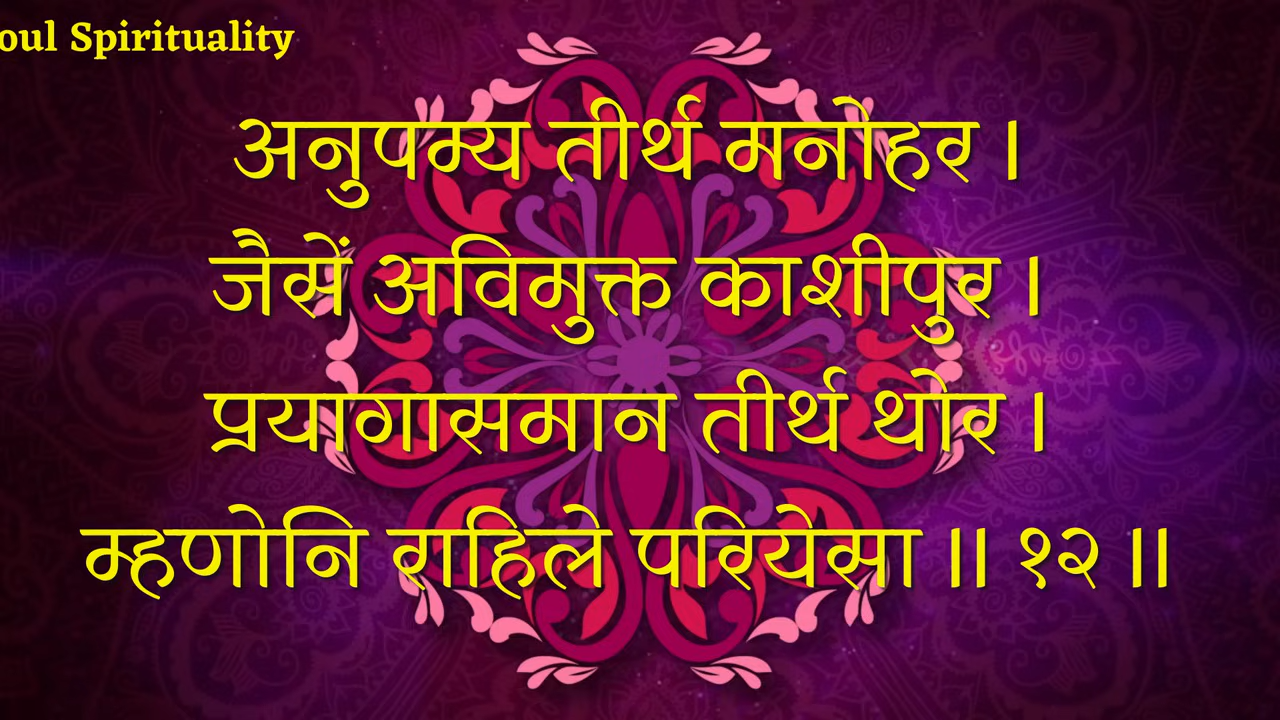 oul Spirituality
अनुपम्य तीर्थ मनोहर ।
जैसें अविमुक्त काशीपुर ।
प्रयागासमान तीर्थ थोर ।
म्हणोनि राहिले परियेसा ॥ १२ ॥